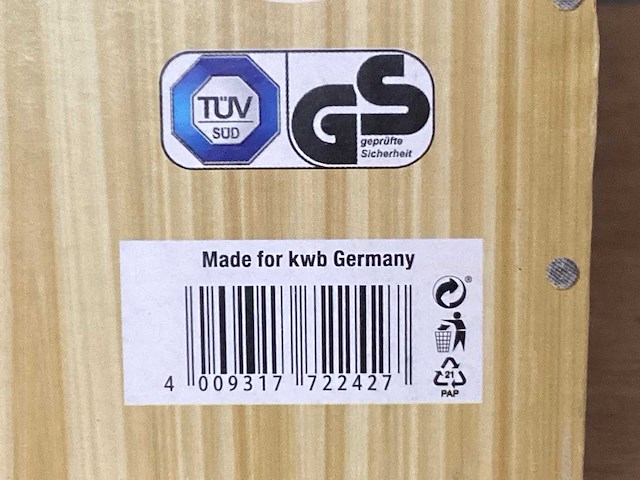 TÜV
SÜD
GS
geprüfte
Sicherheit
Made for kwb Germany
®
4 009317 722427
21
PAP